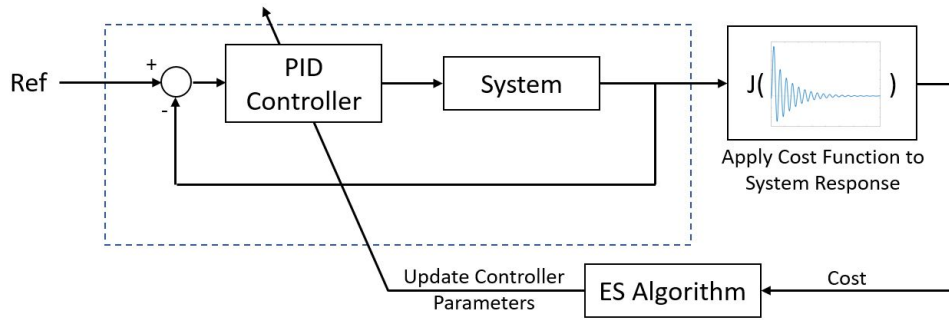 Ref
+
-
PID
Controller
System
J( )
Apply Cost Function to
System Response
Update Controller
Parameters
ES Algorithm
Cost